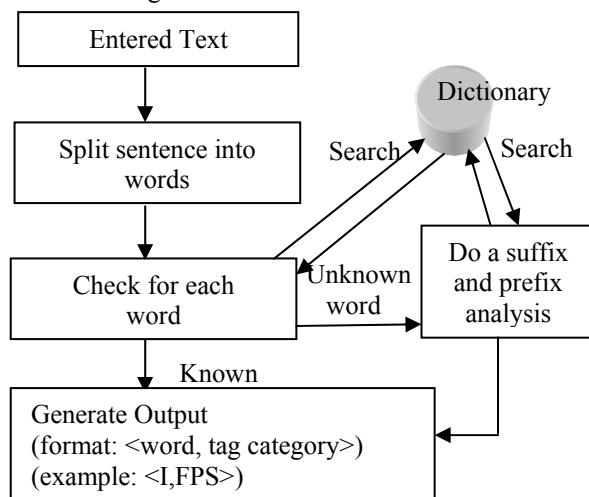 Entered Text
Dictionary
Split sentence into
words
Search
Search
Check for each
word
Unknown
word
Do a suffix
and prefix
analysis
Known
Generate Output
(format: <word, tag category>)
(example: <I,FPS>)